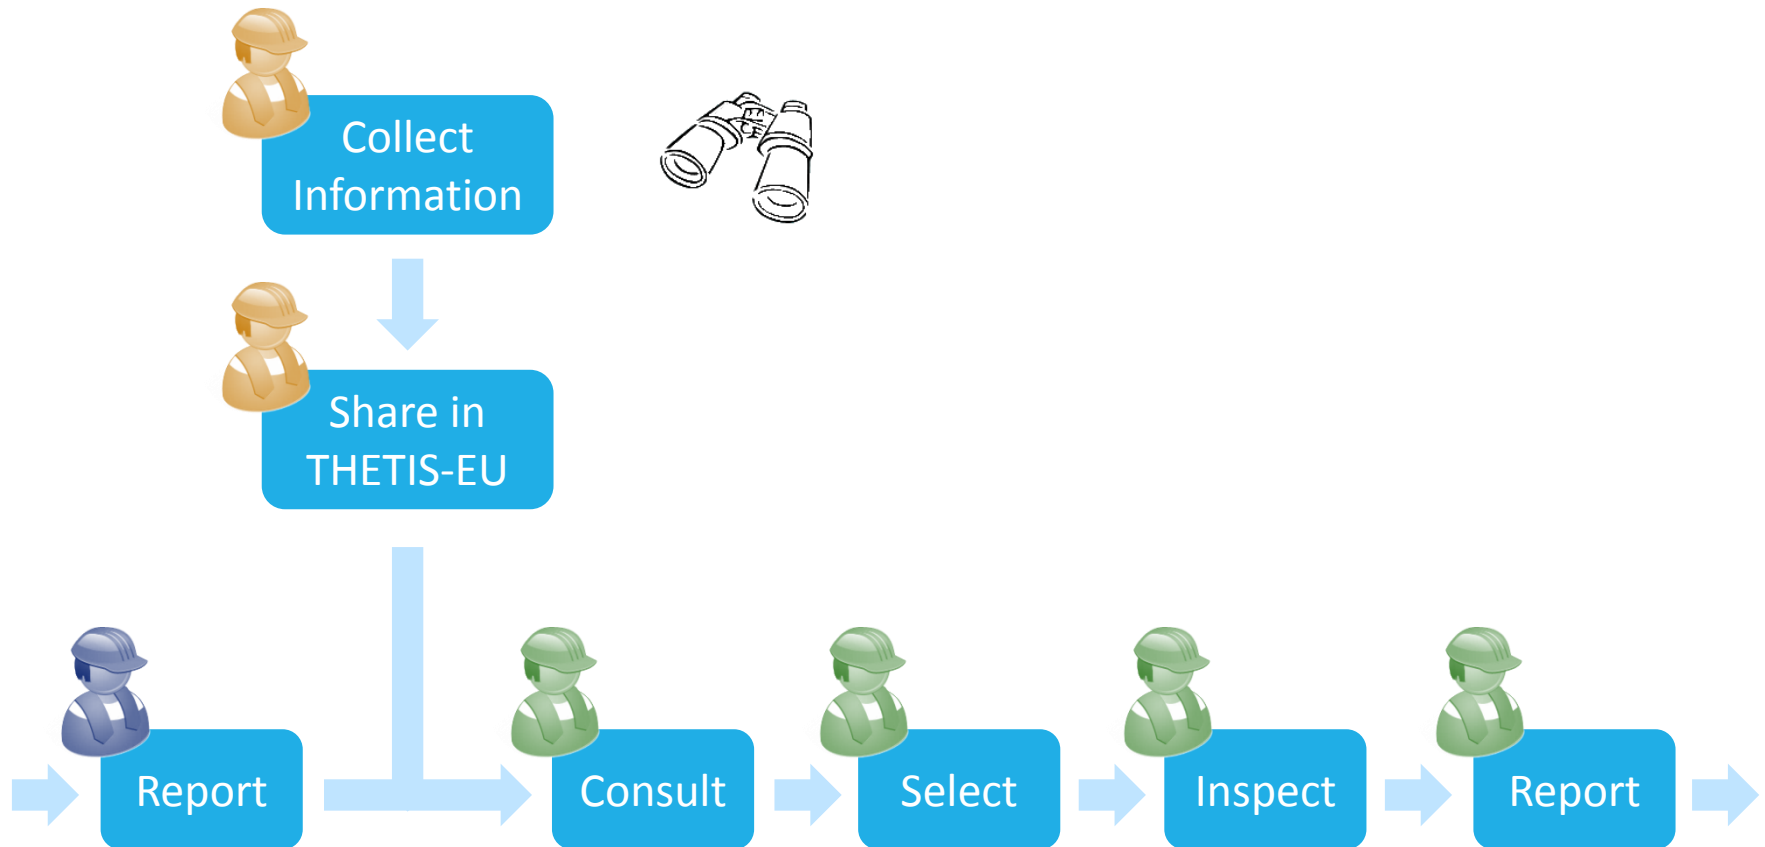 Collect
Information
Share in
THETIS-EU
Report
Consult
Select
Inspect
Report